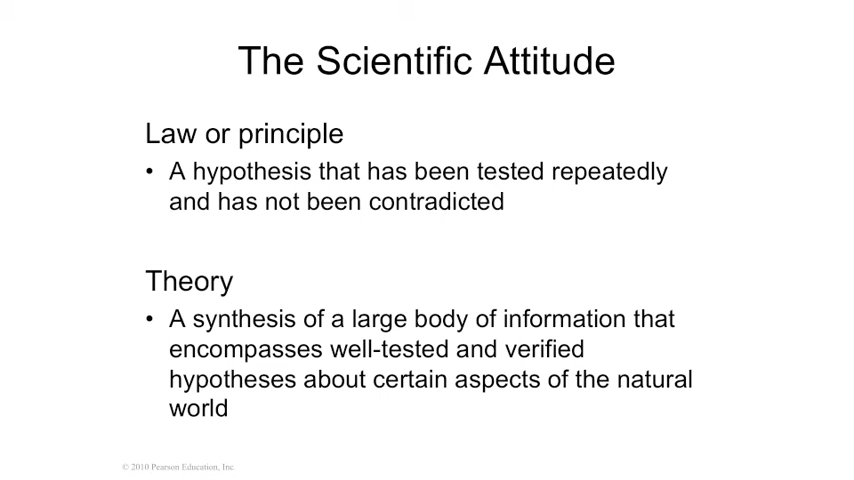 The Scientific Attitude
Law or principle
• A hypothesis that has been tested repeatedly
and has not been contradicted
Theory
• A synthesis of a large body of information that
encompasses well-tested and verified
hypotheses about certain aspects of the natural
world
© 2010 Pearson Education, Inc.